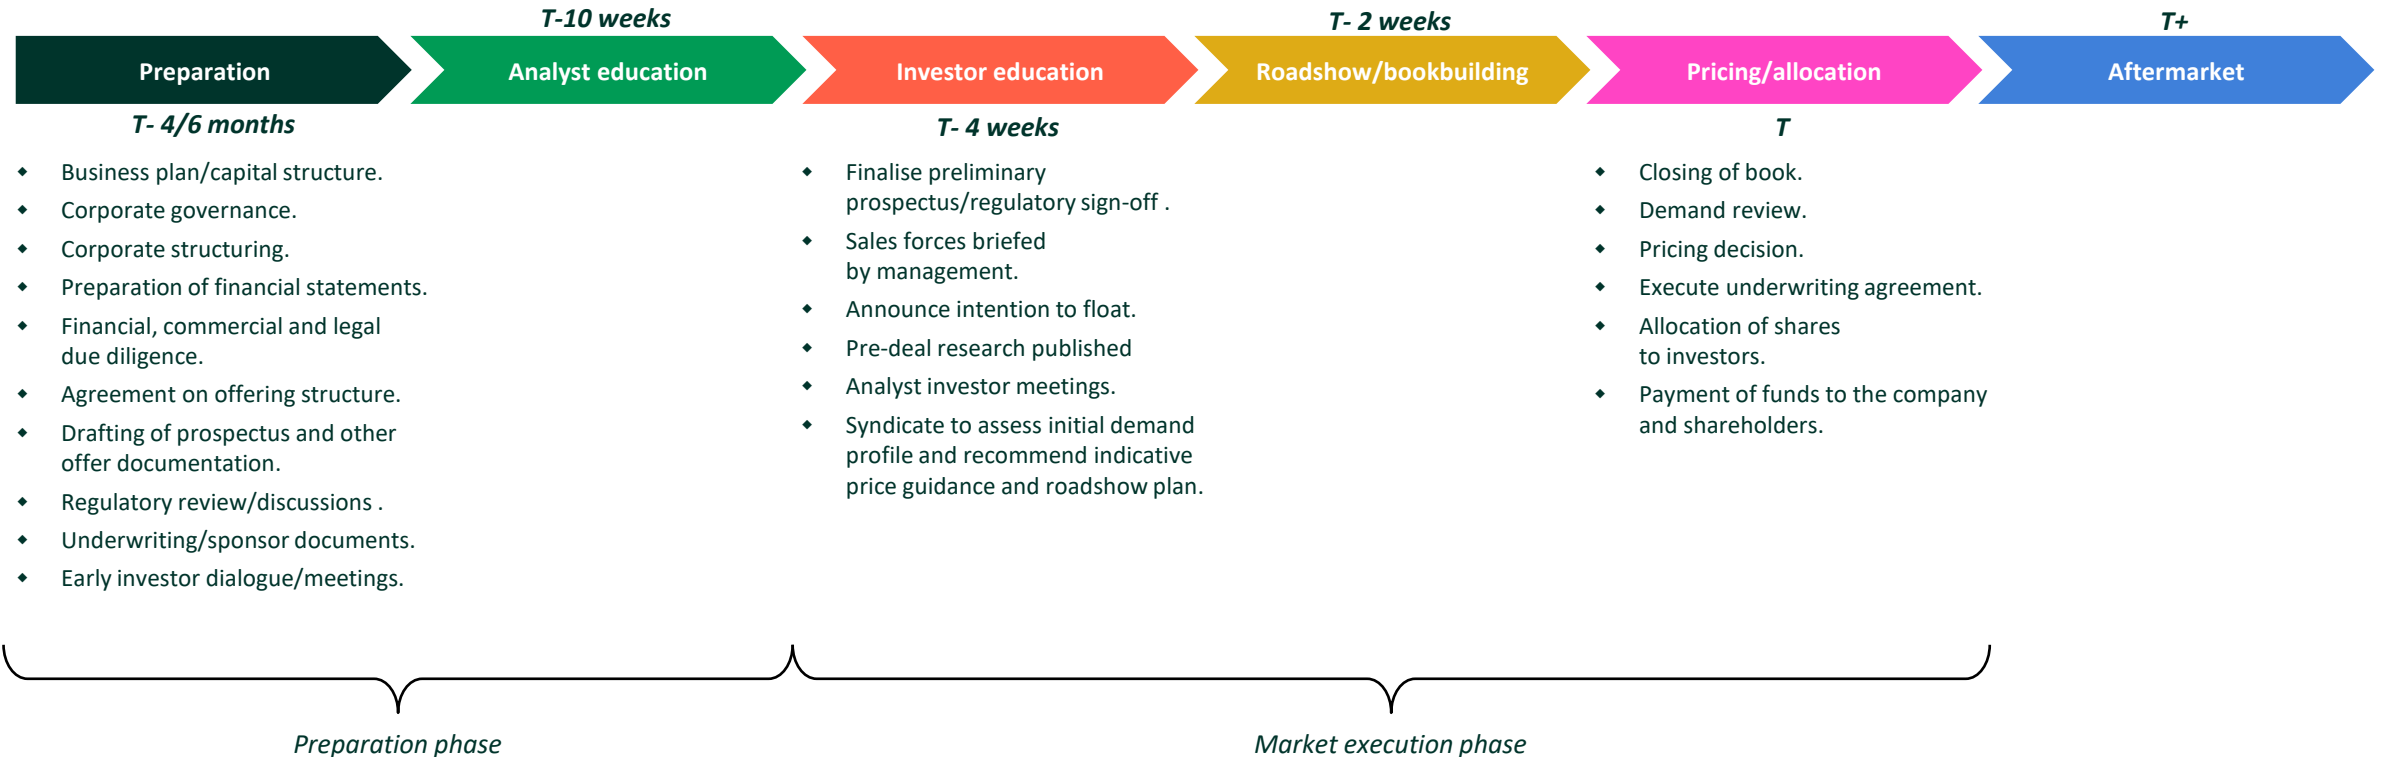 T-10 weeks
T- 2 weeks
T+
Preparation
Analyst education
Investor education
Roadshow/bookbuilding
Pricing/allocation
Aftermarket
T- 4/6 months
T- 4 weeks
T
◆ Business plan/capital structure.
◆ Corporate governance.
◆ Corporate structuring.
◆ Preparation of financial statements.
◆ Financial, commercial and legal
due diligence.
◆ Agreement on offering structure.
◆ Drafting of prospectus and other
offer documentation.
◆ Regulatory review/discussions .
◆ Underwriting/sponsor documents.
◆ Early investor dialogue/meetings.
◆ Finalise preliminary
prospectus/regulatory sign-off .
◆ Sales forces briefed
by management.
◆ Announce intention to float.
◆ Pre-deal research published
◆ Analyst investor meetings.
◆ Syndicate to assess initial demand
profile and recommend indicative
price guidance and roadshow plan.
◆ Closing of book.
◆ Demand review.
◆ Pricing decision.
◆ Execute underwriting agreement.
◆ Allocation of shares
to investors.
◆ Payment of funds to the company
and shareholders.
Preparation phase
Market execution phase